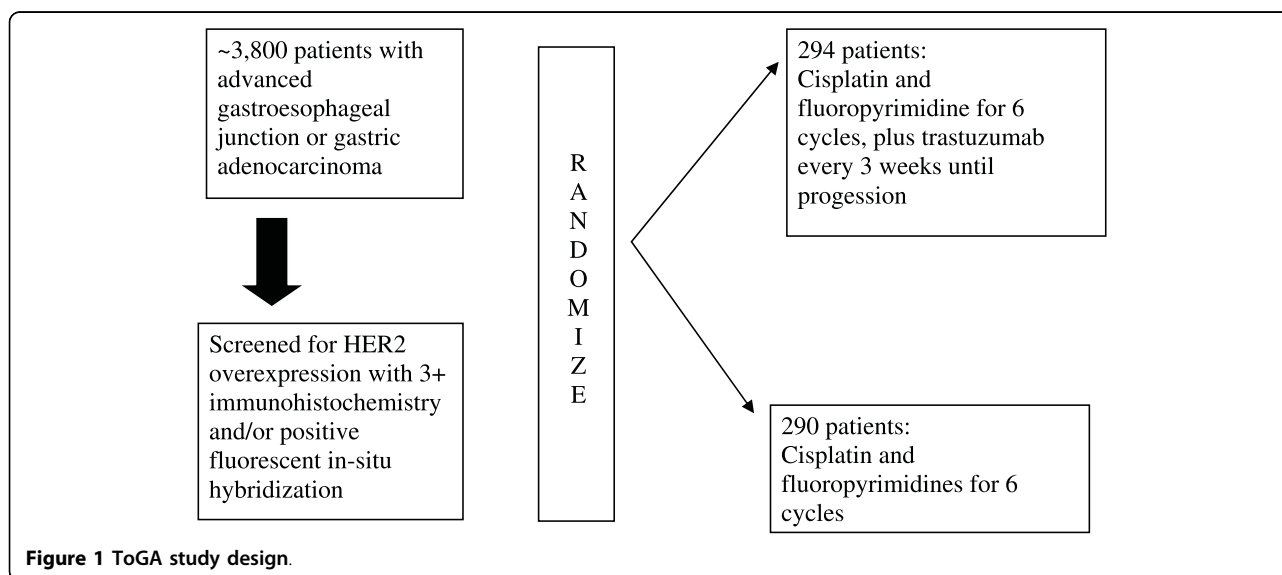 ~3,800 patients with
advanced
gastroesophageal
junction or gastric
adenocarcinoma
Screened for HER2
overexpression with 3+
immunohistochemistry
and/or positive
fluorescent in-situ
hybridization
R
A
N
D
O
M
I
Z
E
294 patients:
Cisplatin and
fluoropyrimidine for 6
cycles, plus trastuzumab
every 3 weeks until
progession
290 patients:
Cisplatin and
fluoropyrimidines for 6
cycles
Figure 1 ToGA study design.